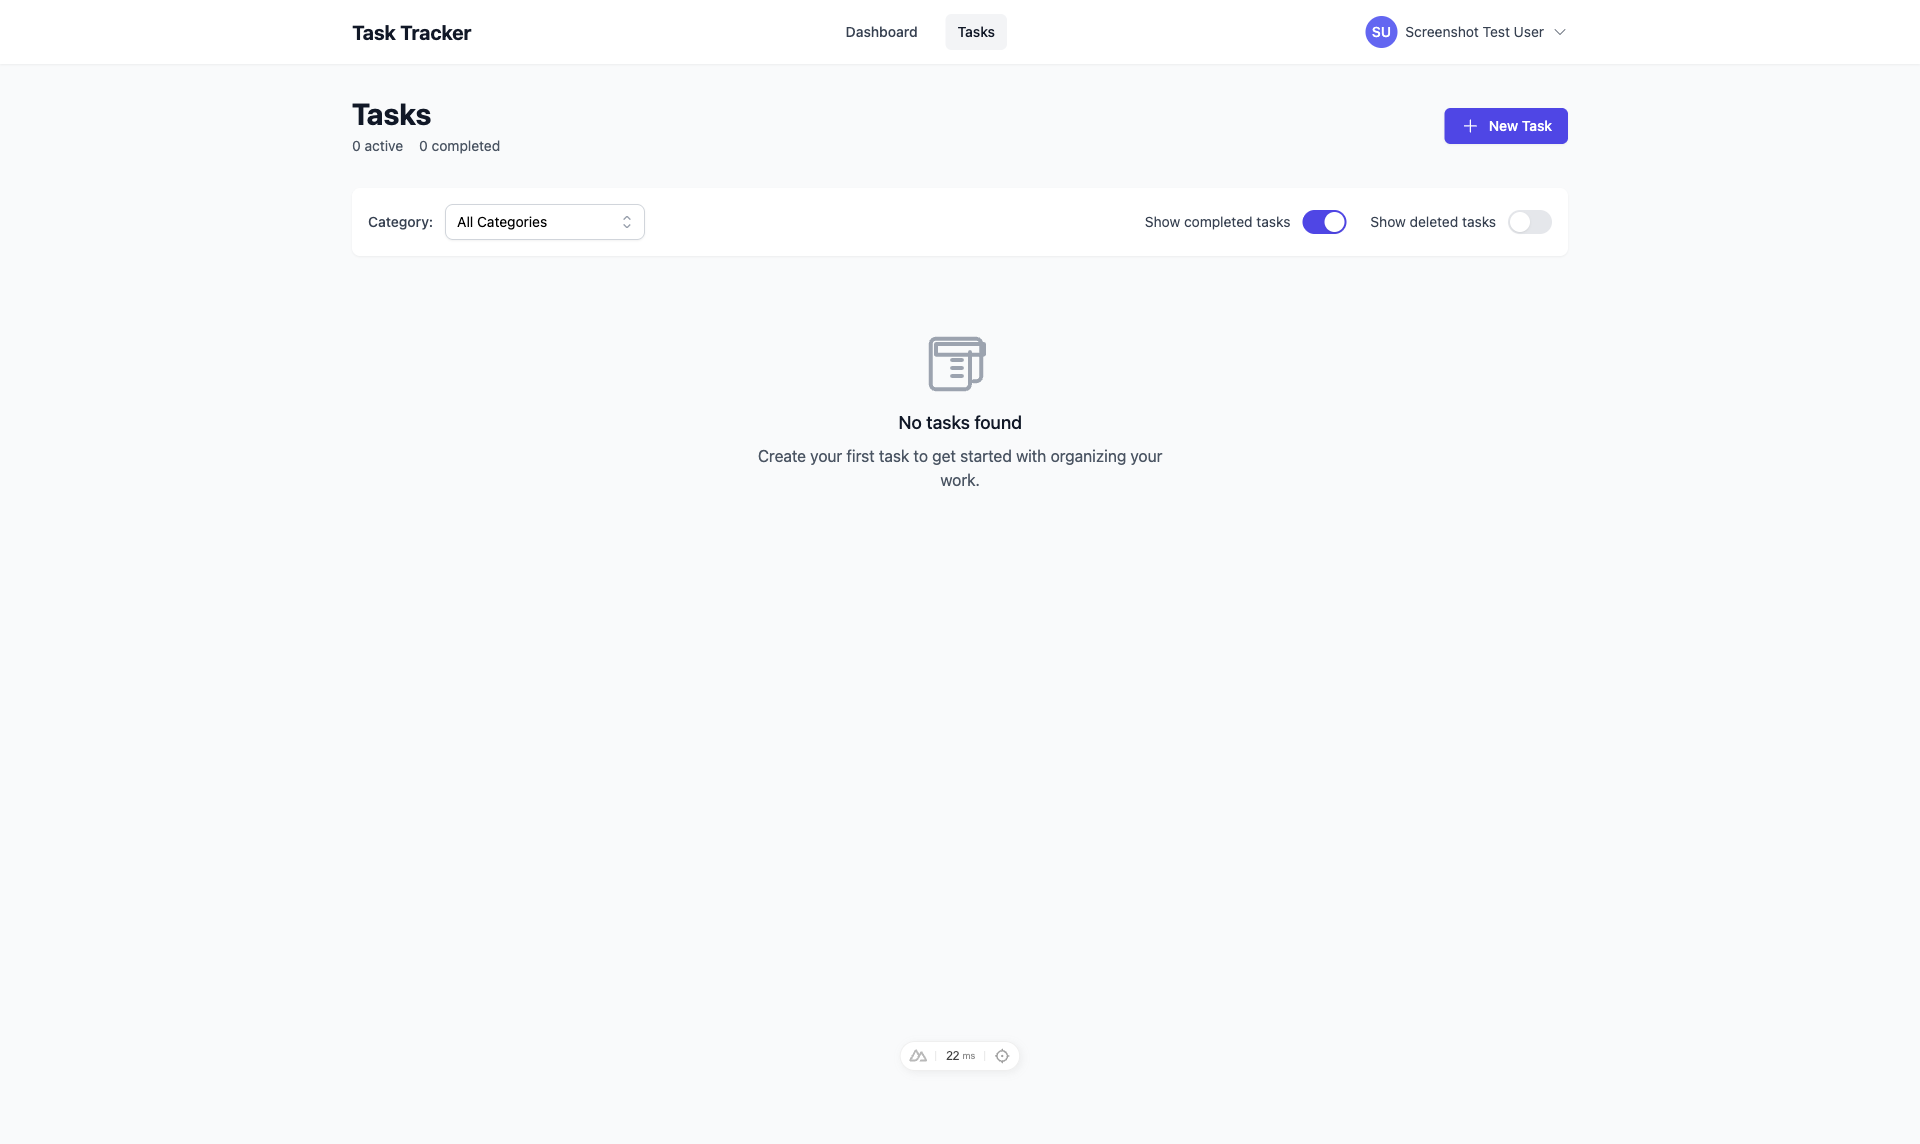 Task Tracker
Dashboard
Tasks
SU
Screenshot Test User
Tasks
0 active
0 completed
New Task
Category:
All Categories
Show completed tasks
Show deleted tasks
No tasks found
Create your first task to get started with organizing your
work.
22 ms